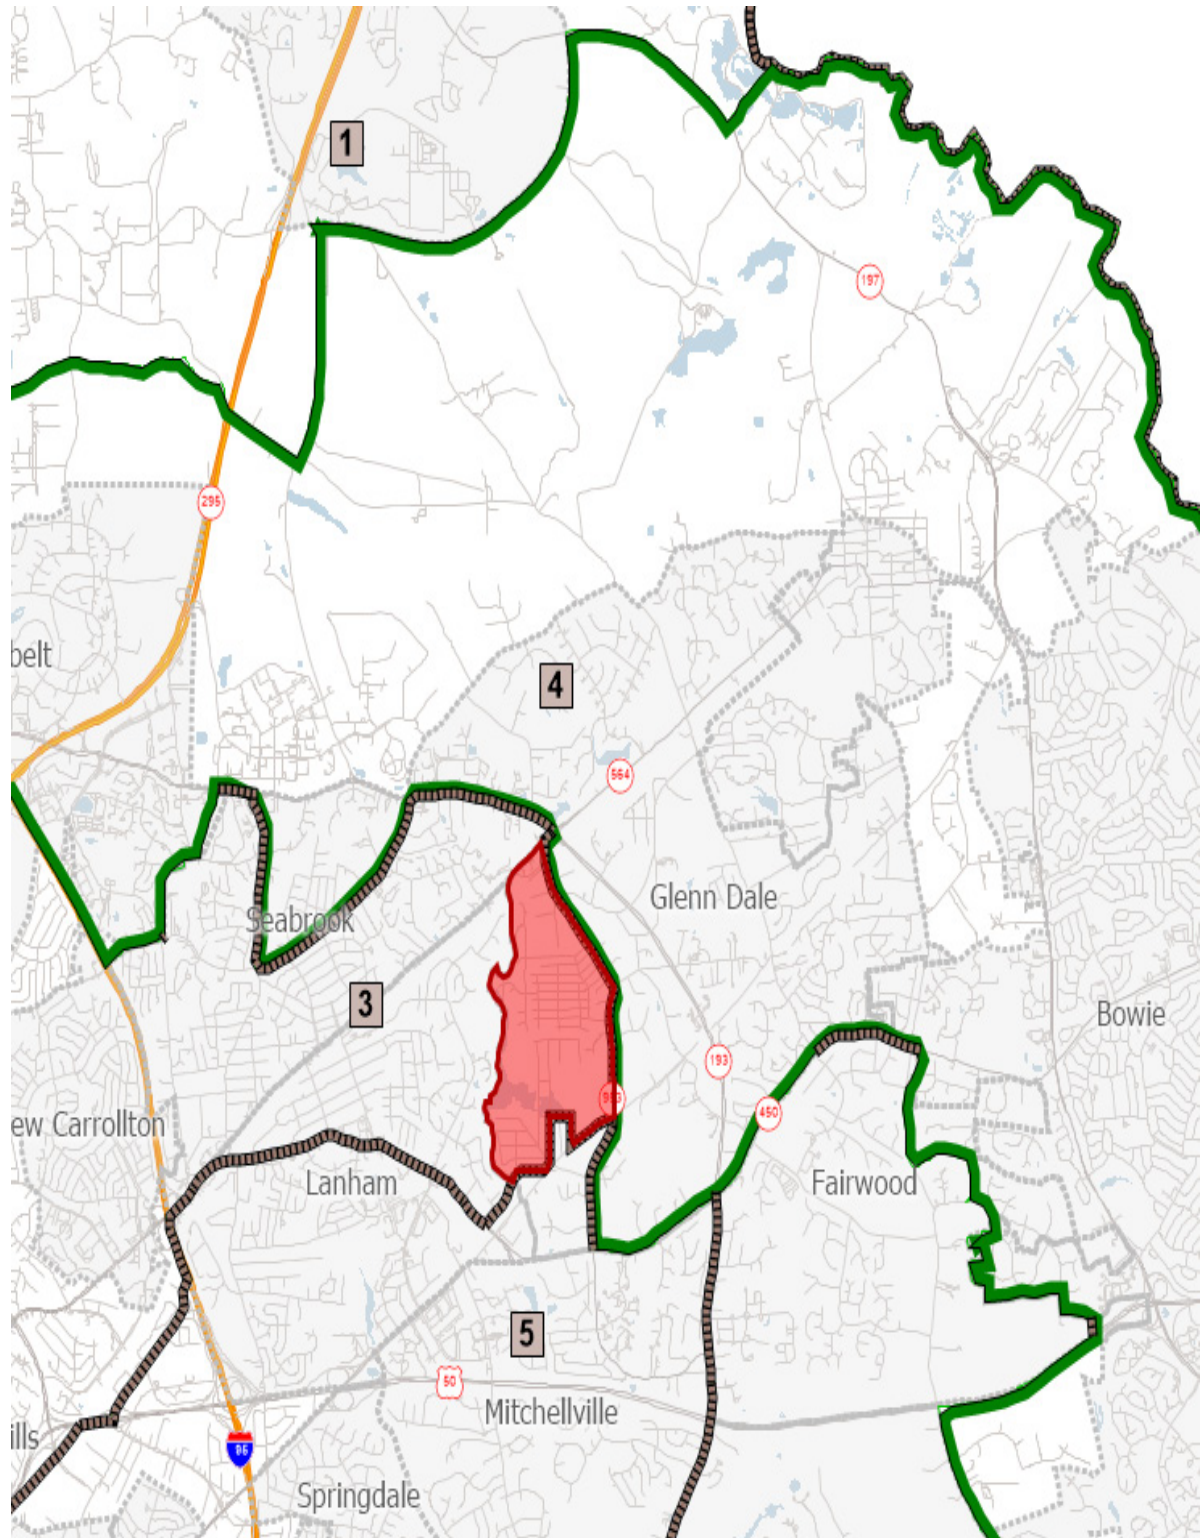 1
197
295
belt
4
564
Glenn Dale
Seabrook
3
Bowie
193
450
ew Carrollton
Lanham
Fairwood
5
50
Mitchellville
ills
Springdale